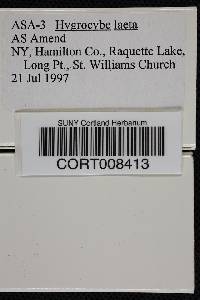 ASA-3 Hygrocybe laeta
AS Amend
NY, Hamilton Co., Raquette Lake,
Long Pt., St. Williams Church
21 Jul 1997
SUNY Cortland Herbarium
CORT008413